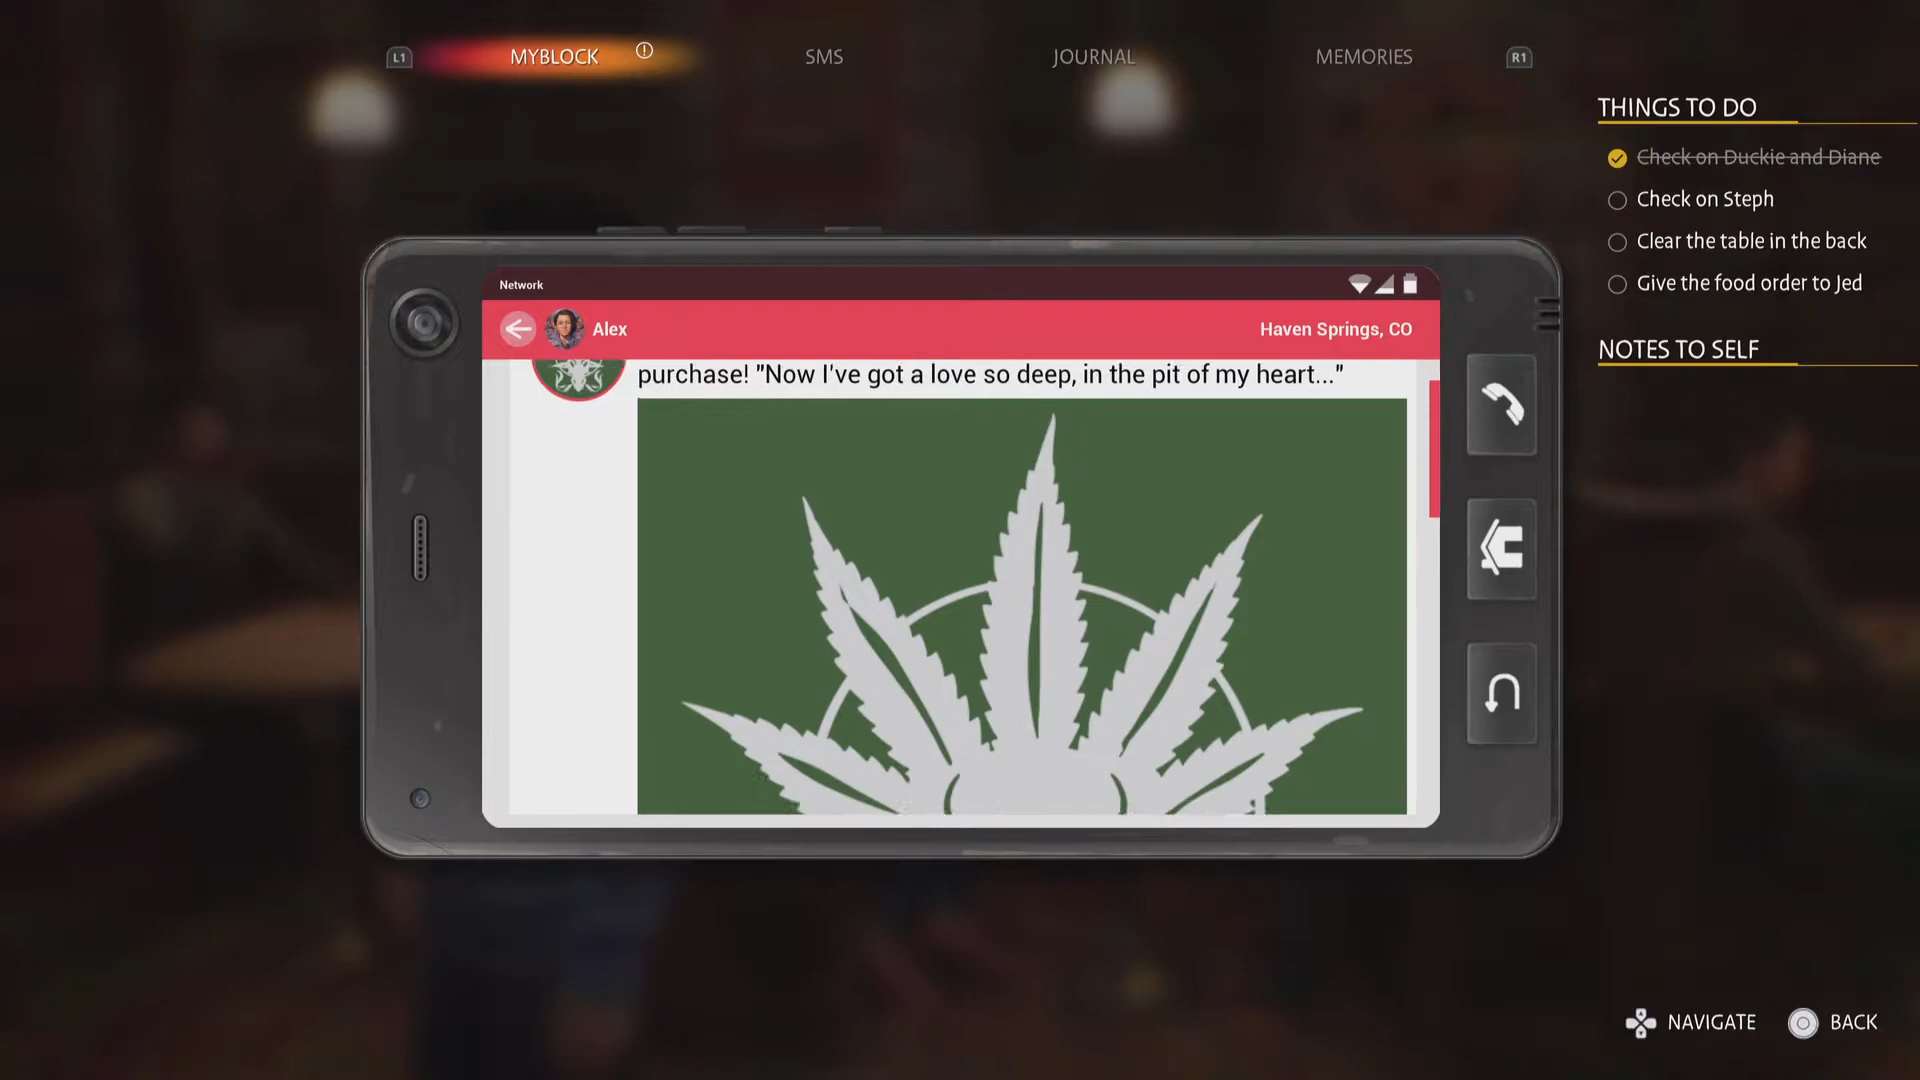 L1
MYBLOCK
SMS
JOURNAL
MEMORIES
R1
THINGS TO DO
Check on Duckie and Diane
Check on Steph
Clear the table in the back
Give the food order to Jed
NOTES TO SELF
Network
Alex
Haven Springs, CO
purchase! "Now I've got a love so deep, in the pit of my heart..."
NAVIGATE
BACK